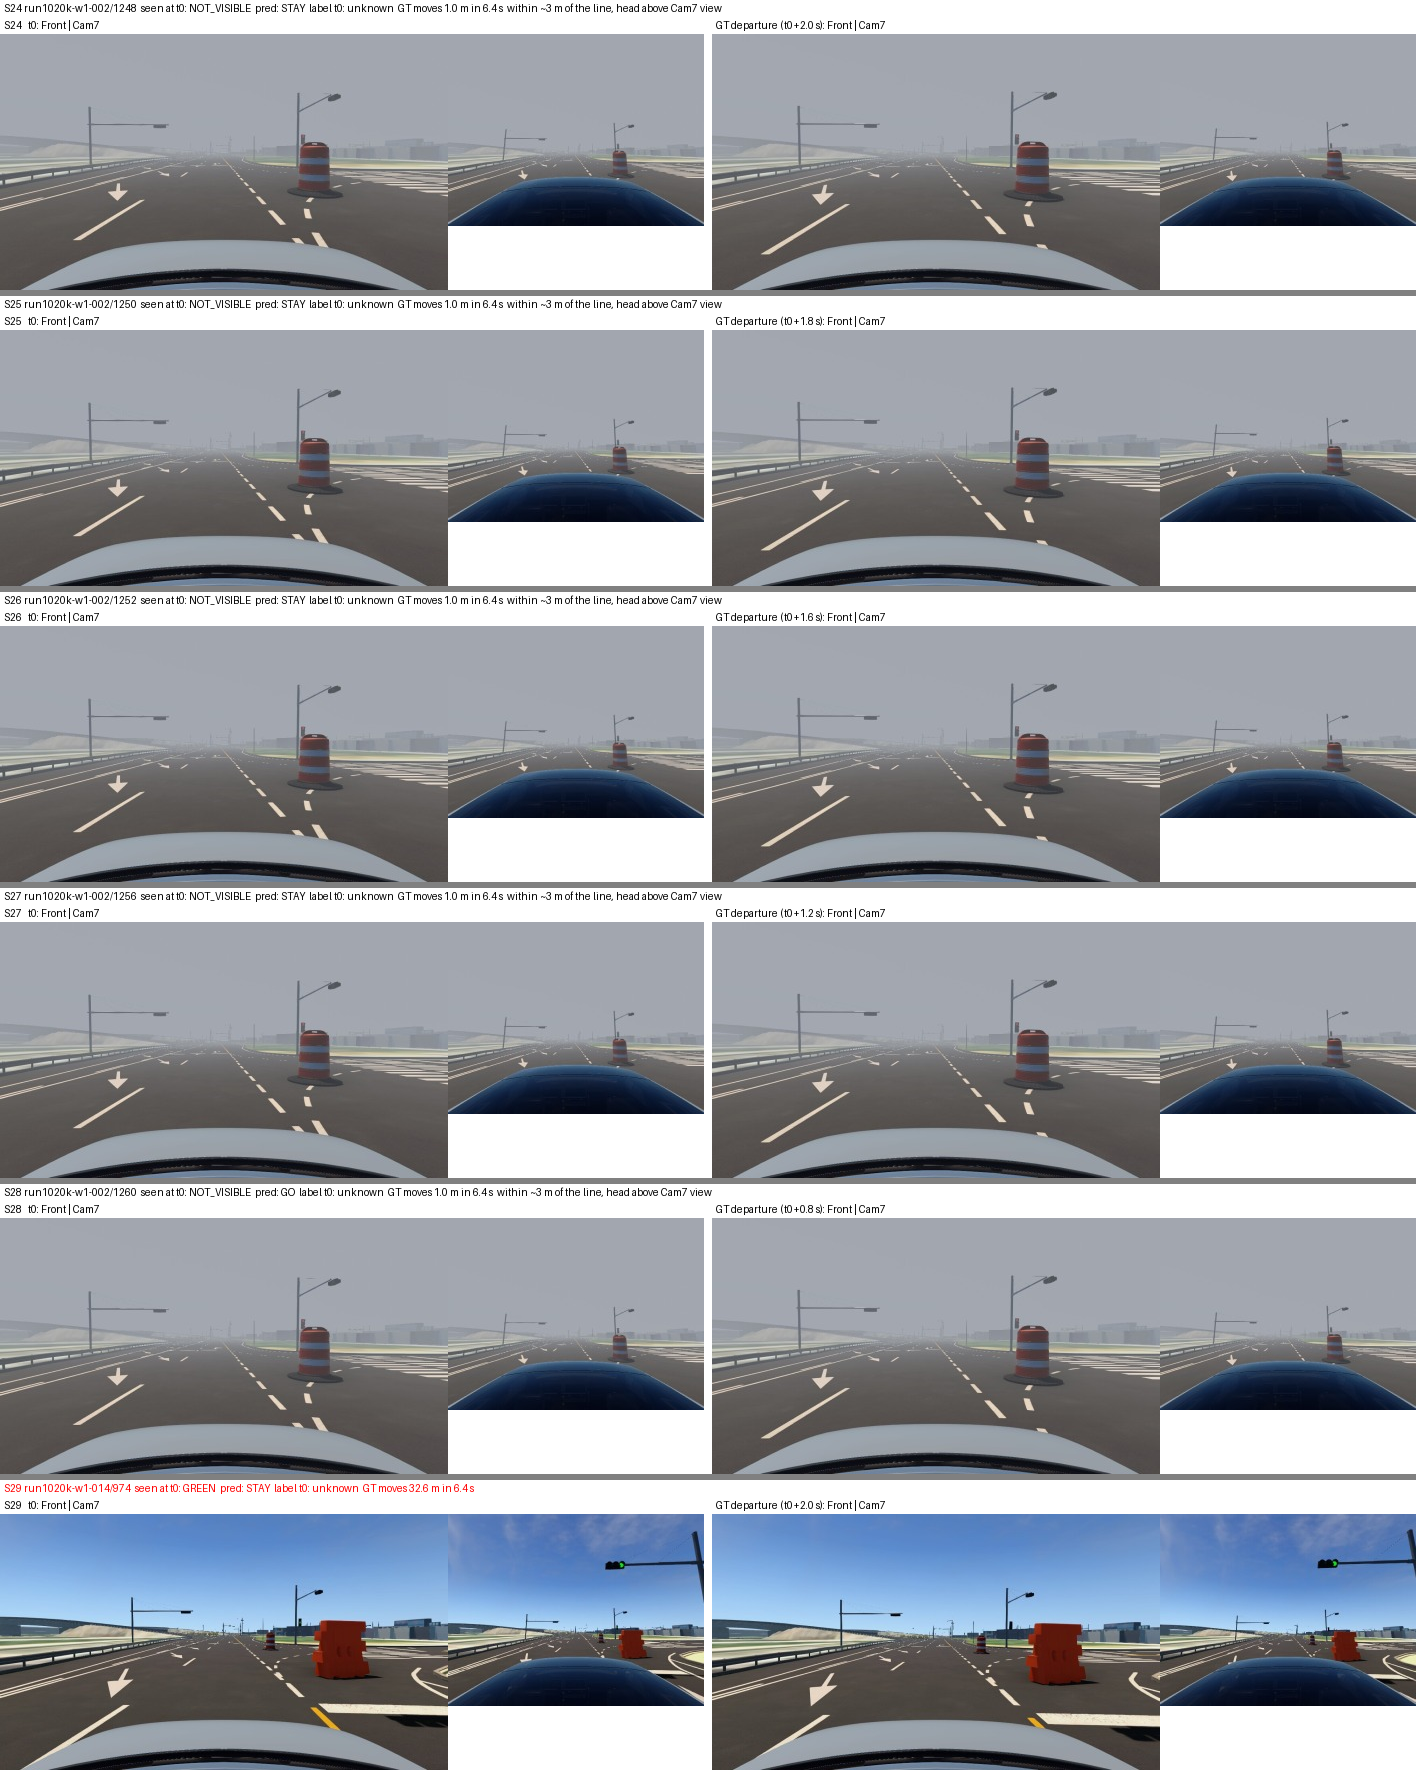 S24 run1020k-w1-002/1248 seen at t0: NOT_VISIBLE pred: STAY label t0: unknown GT moves 1.0 m in 6.4 s within ~3 m of the line, head above Cam7 view
S24 t0: Front | Cam7 GT departure (t0+2.0 s): Front | Cam7
S25 run1020k-w1-002/1250 seen at t0: NOT_VISIBLE pred: STAY label t0: unknown GT moves 1.0 m in 6.4 s within ~3 m of the line, head above Cam7 view
S25 t0: Front | Cam7 GT departure (t0+1.8 s): Front | Cam7
S26 run1020k-w1-002/1252 seen at t0: NOT_VISIBLE pred: STAY label t0: unknown GT moves 1.0 m in 6.4 s within ~3 m of the line, head above Cam7 view
S26 t0: Front | Cam7 GT departure (t0+1.6 s): Front | Cam7
S27 run1020k-w1-002/1256 seen at t0: NOT_VISIBLE pred: STAY label t0: unknown GT moves 1.0 m in 6.4 s within ~3 m of the line, head above Cam7 view
S27 t0: Front | Cam7 GT departure (t0+1.2 s): Front | Cam7
S28 run1020k-w1-002/1260 seen at t0: NOT_VISIBLE pred: GO label t0: unknown GT moves 1.0 m in 6.4 s within ~3 m of the line, head above Cam7 view
S28 t0: Front | Cam7 GT departure (t0+0.8 s): Front | Cam7
S29 run1020k-w1-014/974 seen at t0: GREEN pred: STAY label t0: unknown GT moves 32.6 m in 6.4 s
S29 t0: Front | Cam7 GT departure (t0+2.0 s): Front | Cam7